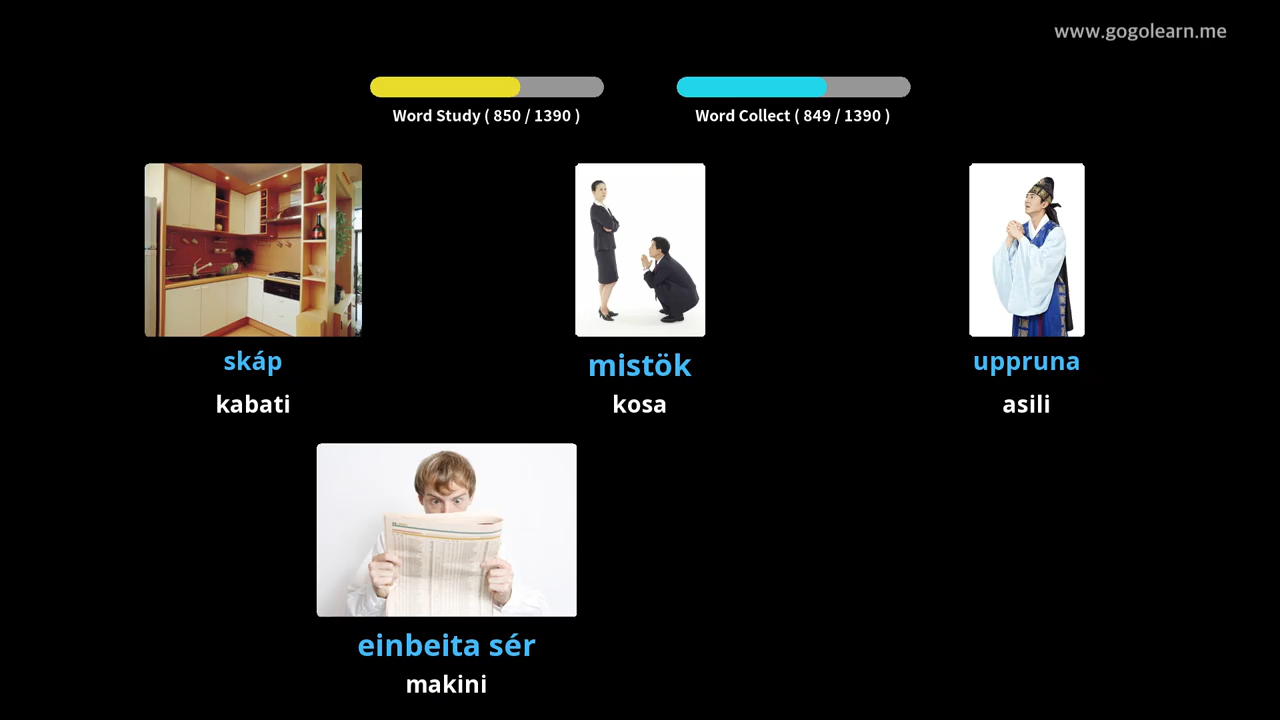 www.gogolearn.me
Word Study ( 850 / 1390 )
Word Collect ( 849 / 1390 )
skáp
kabati
mistök
kosa
uppruna
asili
einbeita sér
makini